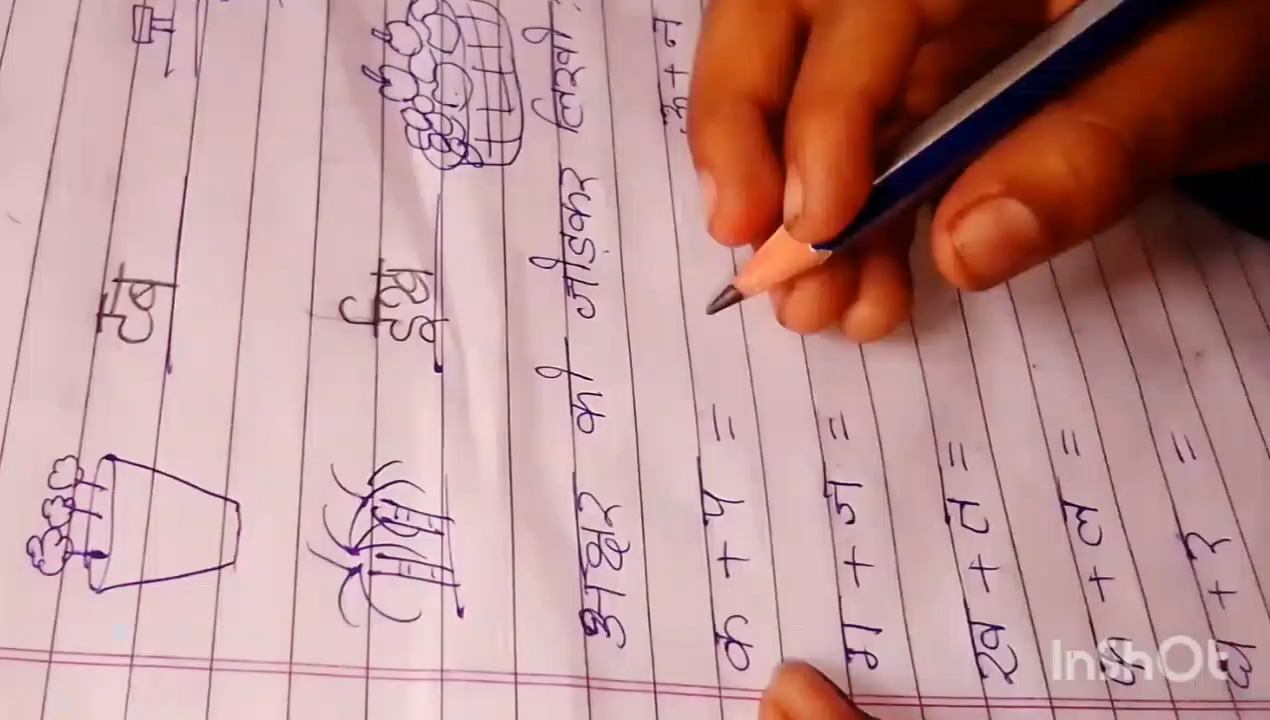 अक्षर को जोड़कर लिखो :
क + प =
ऊ + न
ग + ज =
ख + त =
फ + ल =
घ + र =
InShOt